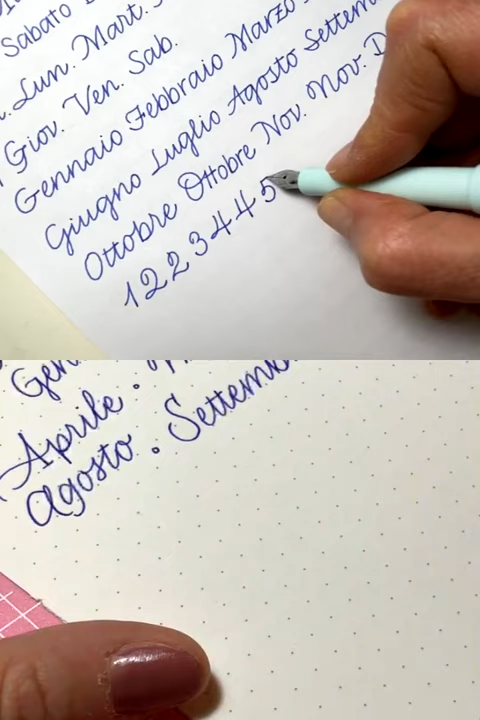 Sabato
Lun. Mart.
Giov. Ven. Sab.
Gennaio Febbraio Marzo
Giugno Luglio Agosto Settem
Ottobre Ottobre Nov. Nov. D
1 2 2 3 4 4 5
Aprile .
agosto . Settemb